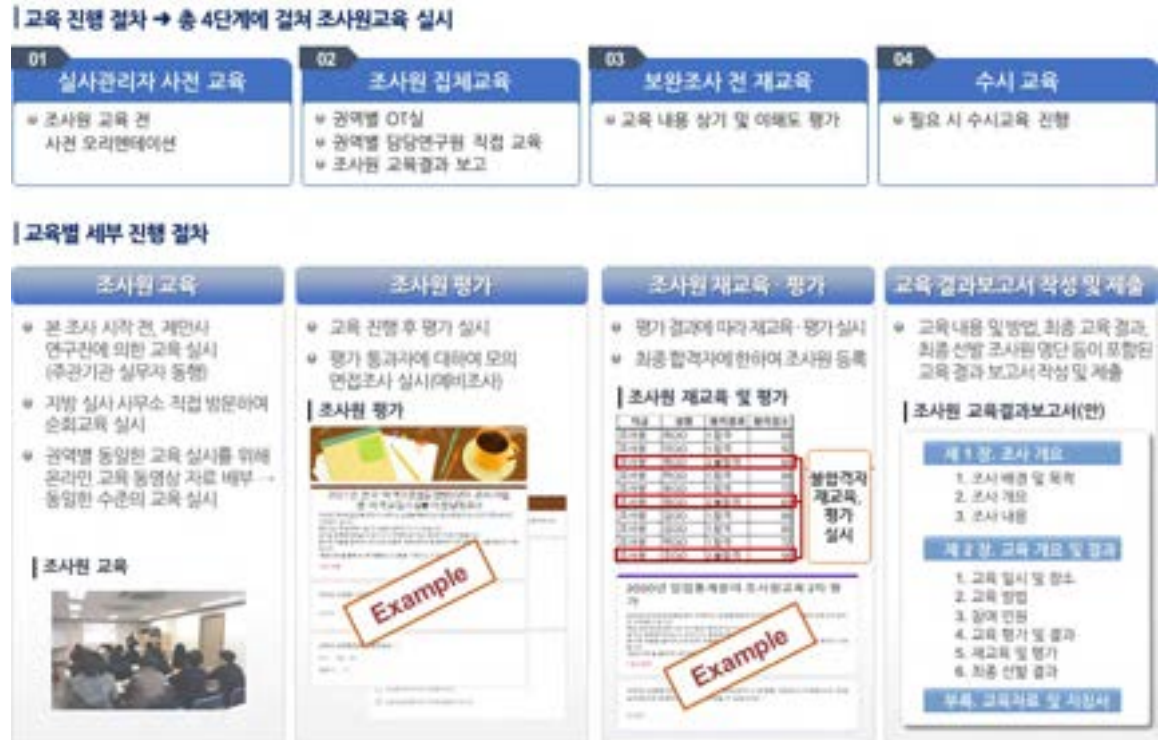 교육 진행 절차 → 총 4단계에 걸쳐 조사원교육 실시
01
실사관리자 사전 교육
조사원 교육 전
사전 오리엔테이션
02
조사원 집체교육
권역별 OT실
권역별 담당연구원 직접 교육
조사원 교육결과 보고
03
보완조사 전 재교육
교육 내용 상기 및 이해도 평가
04
수시 교육
필요 시 수시교육 진행
교육별 세부 진행 절차
조사원 교육
본 조사 시작 전, 제안사
연구진에 의한 교육 실시
(주관기관 실무자 동행)
지방 실사 사무소 직접 방문하여
순회교육 실시
권역별 동일한 교육 실시를 위해
온라인 교육 동영상 자료 배부 →
동일한 수준의 교육 실시
조사원 교육
조사원 평가
교육 진행 후 평가 실시
평가 통과자에 대하여 모의
면접조사 실시(예비조사)
조사원 평가
Example
조사원 재교육 · 평가
평가 결과에 따라 재교육 · 평가 실시
최종 합격자에 한하여 조사원 등록
조사원 재교육 및 평가
불합격자
재교육,
평가
실시
Example
교육 결과보고서 작성 및 제출
교육 내용 및 방법, 최종 교육 결과,
최종 선발 조사원 명단 등이 포함된
교육 결과 보고서 작성 및 제출
조사원 교육결과보고서(안)
제 1 장. 조사 개요
1. 조사 배경 및 목적
2. 조사 개요
3. 조사 내용
제 2 장. 교육 개요 및 결과
1. 교육 일시 및 장소
2. 교육 방법
3. 참여 인원
4. 교육 평가 및 결과
5. 재교육 및 평가
6. 최종 선발 결과
부록. 교육자료 및 지침서